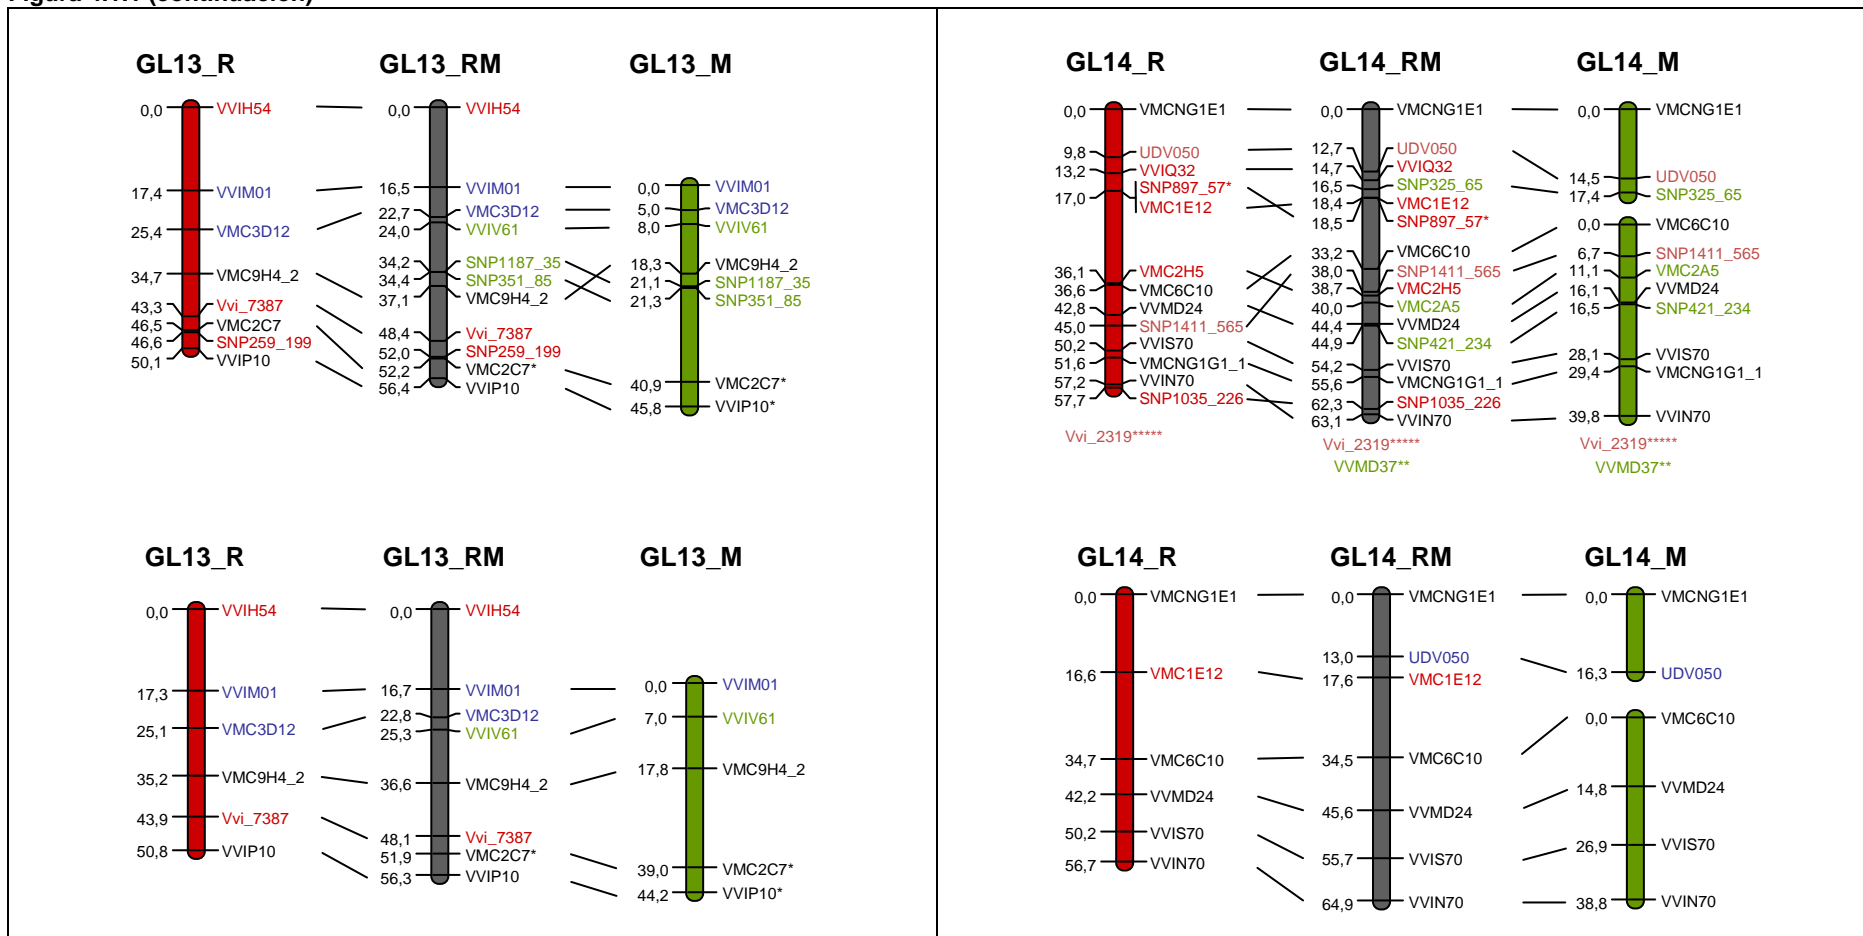 GL13_R
0,0 VVIH54
17,4 VVIM01
25,4 VMC3D12
34,7 VMC9H4_2
43,3 Vvi_7387
46,5 VMC2C7
46,6 SNP259_199
50,1 VVIP10
GL13_RM
0,0 VVIH54
16,5 VVIM01
22,7 VMC3D12
24,0 VVIV61
34,2 SNP1187_35
34,4 SNP351_85
37,1 VMC9H4_2
48,4 Vvi_7387
52,0 SNP259_199
52,2 VMC2C7*
56,4 VVIP10
GL13_M
0,0 VVIM01
5,0 VMC3D12
8,0 VVIV61
18,3 VMC9H4_2
21,1 SNP1187_35
21,3 SNP351_85
40,9 VMC2C7*
45,8 VVIP10*
GL14_R
0,0 VMCNG1E1
9,8 UDV050
13,2 VVIQ32
SNP897_57*
17,0 VMC1E12
36,1 VMC2H5
36,6 VMC6C10
42,8 VVMD24
45,0 SNP1411_565
50,2 VVIS70
51,6 VMCNG1G1_1
57,2 VVIN70
57,7 SNP1035_226
Vvi_2319*****
GL14_RM
0,0 VMCNG1E1
12,7 UDV050
14,7 VVIQ32
16,5 SNP325_65
18,4 VMC1E12
18,5 SNP897_57*
33,2 VMC6C10
38,0 SNP1411_565
38,7 VMC2H5
40,0 VMC2A5
44,4 VVMD24
44,9 SNP421_234
54,2 VVIS70
55,6 VMCNG1G1_1
62,3 SNP1035_226
63,1 VVIN70
Vvi_2319*****
VVMD37**
GL14_M
0,0 VMCNG1E1
14,5 UDV050
17,4 SNP325_65
0,0 VMC6C10
6,7 SNP1411_565
11,1 VMC2A5
16,1 VVMD24
16,5 SNP421_234
28,1 VVIS70
29,4 VMCNG1G1_1
39,8 VVIN70
Vvi_2319*****
VVMD37**
GL13_R
0,0 VVIH54
17,3 VVIM01
25,1 VMC3D12
35,2 VMC9H4_2
43,9 Vvi_7387
50,8 VVIP10
GL13_RM
0,0 VVIH54
16,7 VVIM01
22,8 VMC3D12
25,3 VVIV61
36,6 VMC9H4_2
48,1 Vvi_7387
51,9 VMC2C7*
56,3 VVIP10
GL13_M
0,0 VVIM01
7,0 VVIV61
17,8 VMC9H4_2
39,0 VMC2C7*
44,2 VVIP10*
GL14_R
0,0 VMCNG1E1
16,6 VMC1E12
34,7 VMC6C10
42,2 VVMD24
50,2 VVIS70
56,7 VVIN70
GL14_RM
0,0 VMCNG1E1
13,0 UDV050
17,6 VMC1E12
34,5 VMC6C10
45,6 VVMD24
55,7 VVIS70
64,9 VVIN70
GL14_M
0,0 VMCNG1E1
16,3 UDV050
0,0 VMC6C10
14,8 VVMD24
26,9 VVIS70
38,8 VVIN70